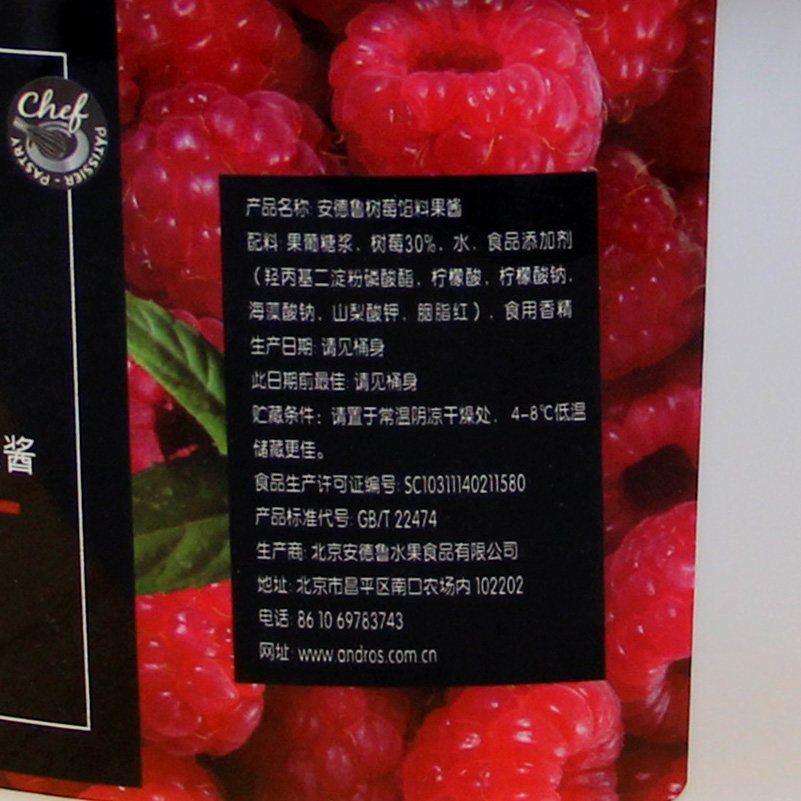 Chef
PATISSIER - PASTRY
酱
产品名称: 安德鲁树莓馅料果酱
配料: 果葡糖浆、树莓30%、水、食品添加剂
（羟丙基二淀粉磷酸酯、柠檬酸、柠檬酸钠、
海藻酸钠、山梨酸钾、胭脂红）、食用香精
生产日期: 请见桶身
此日期前最佳: 请见桶身
贮藏条件: 请置于常温阴凉干燥处、4-8℃低温
储藏更佳。
食品生产许可证编号: SC10311140211580
产品标准代号: GB/T 22474
生产商: 北京安德鲁水果食品有限公司
地址: 北京市昌平区南口农场内 102202
电话: 86 10 69783743
网址: www.andros.com.cn